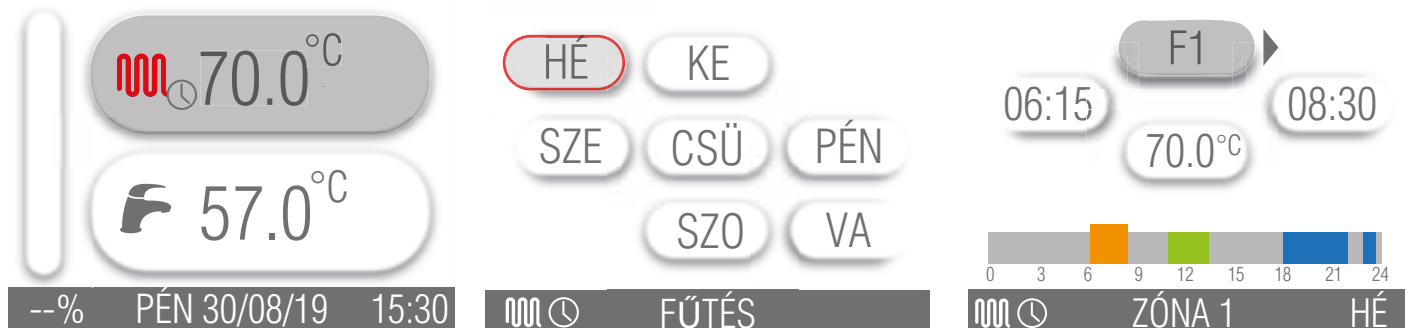 70.0°C
57.0°C
--% PÉN 30/08/19 15:30
HÉ KE
SZE CSÜ PÉN
SZO VA
FŰTÉS
F1
06:15 08:30
70.0°C
0 3 6 9 12 15 18 21 24
ZÓNA 1 HÉ